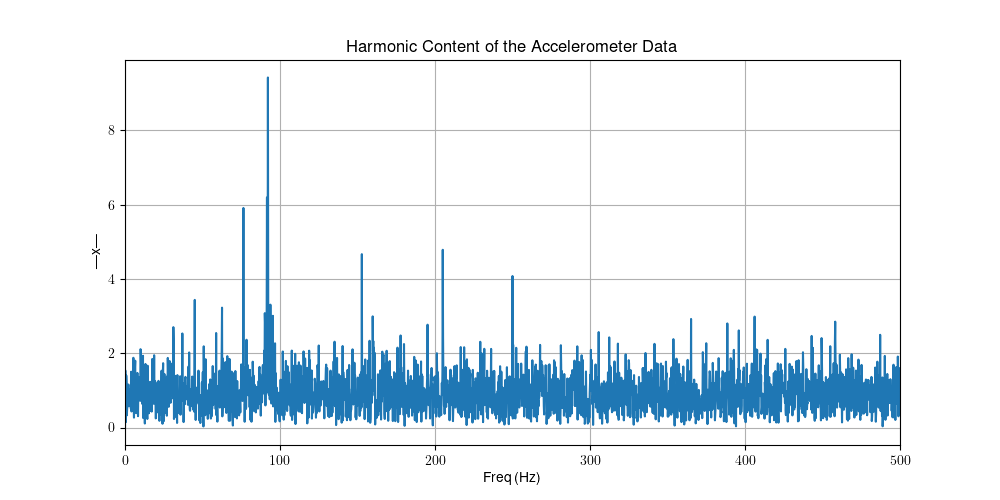 Harmonic Content of the Accelerometer Data
8
6
4
2
0
—x—
0 100 200 300 400 500
Freq (Hz)